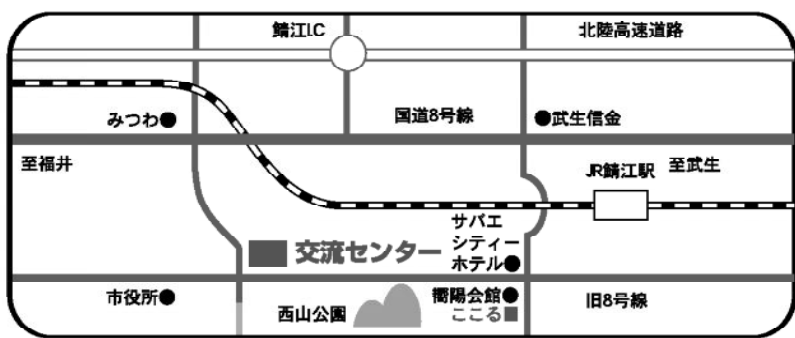 鯖江I.C
北陸高速道路
みつわ
国道8号線
武生信金
至福井
JR鯖江駅
至武生
サバエ
シティー
ホテル
交流センター
市役所
西山公園
嚮陽会館
こころ
旧8号線